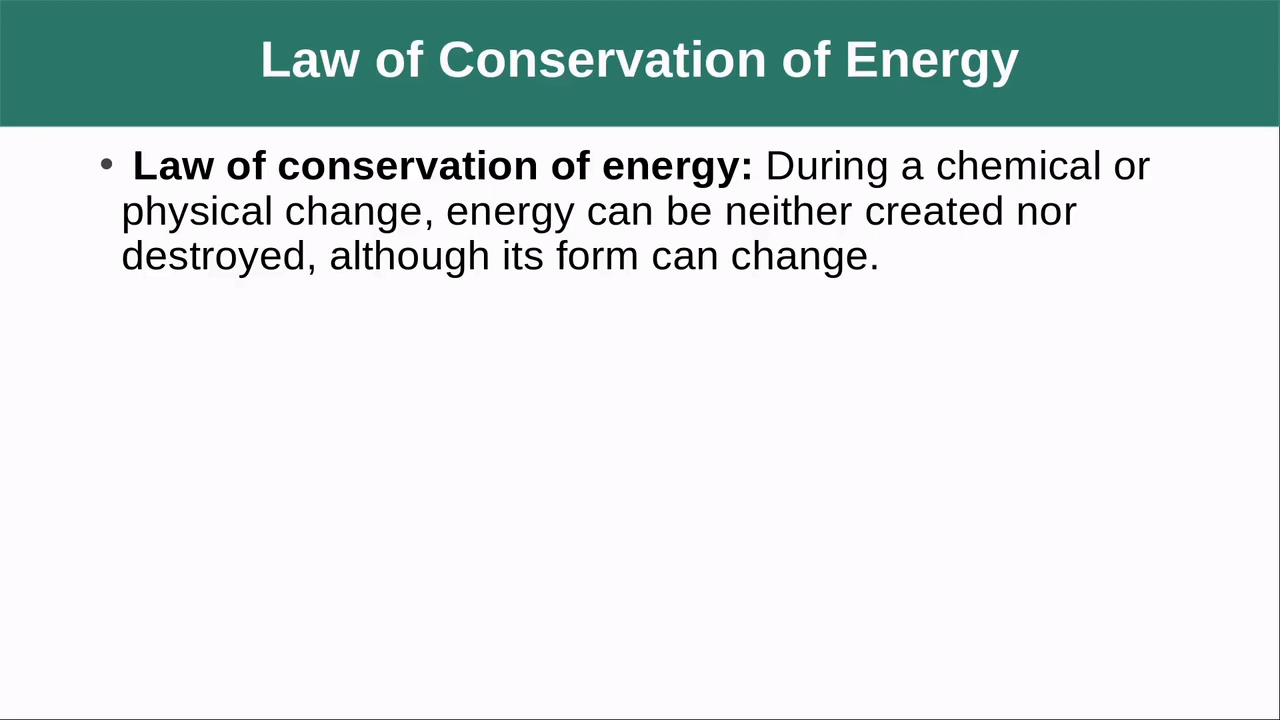 Law of Conservation of Energy
• Law of conservation of energy: During a chemical or
physical change, energy can be neither created nor
destroyed, although its form can change.